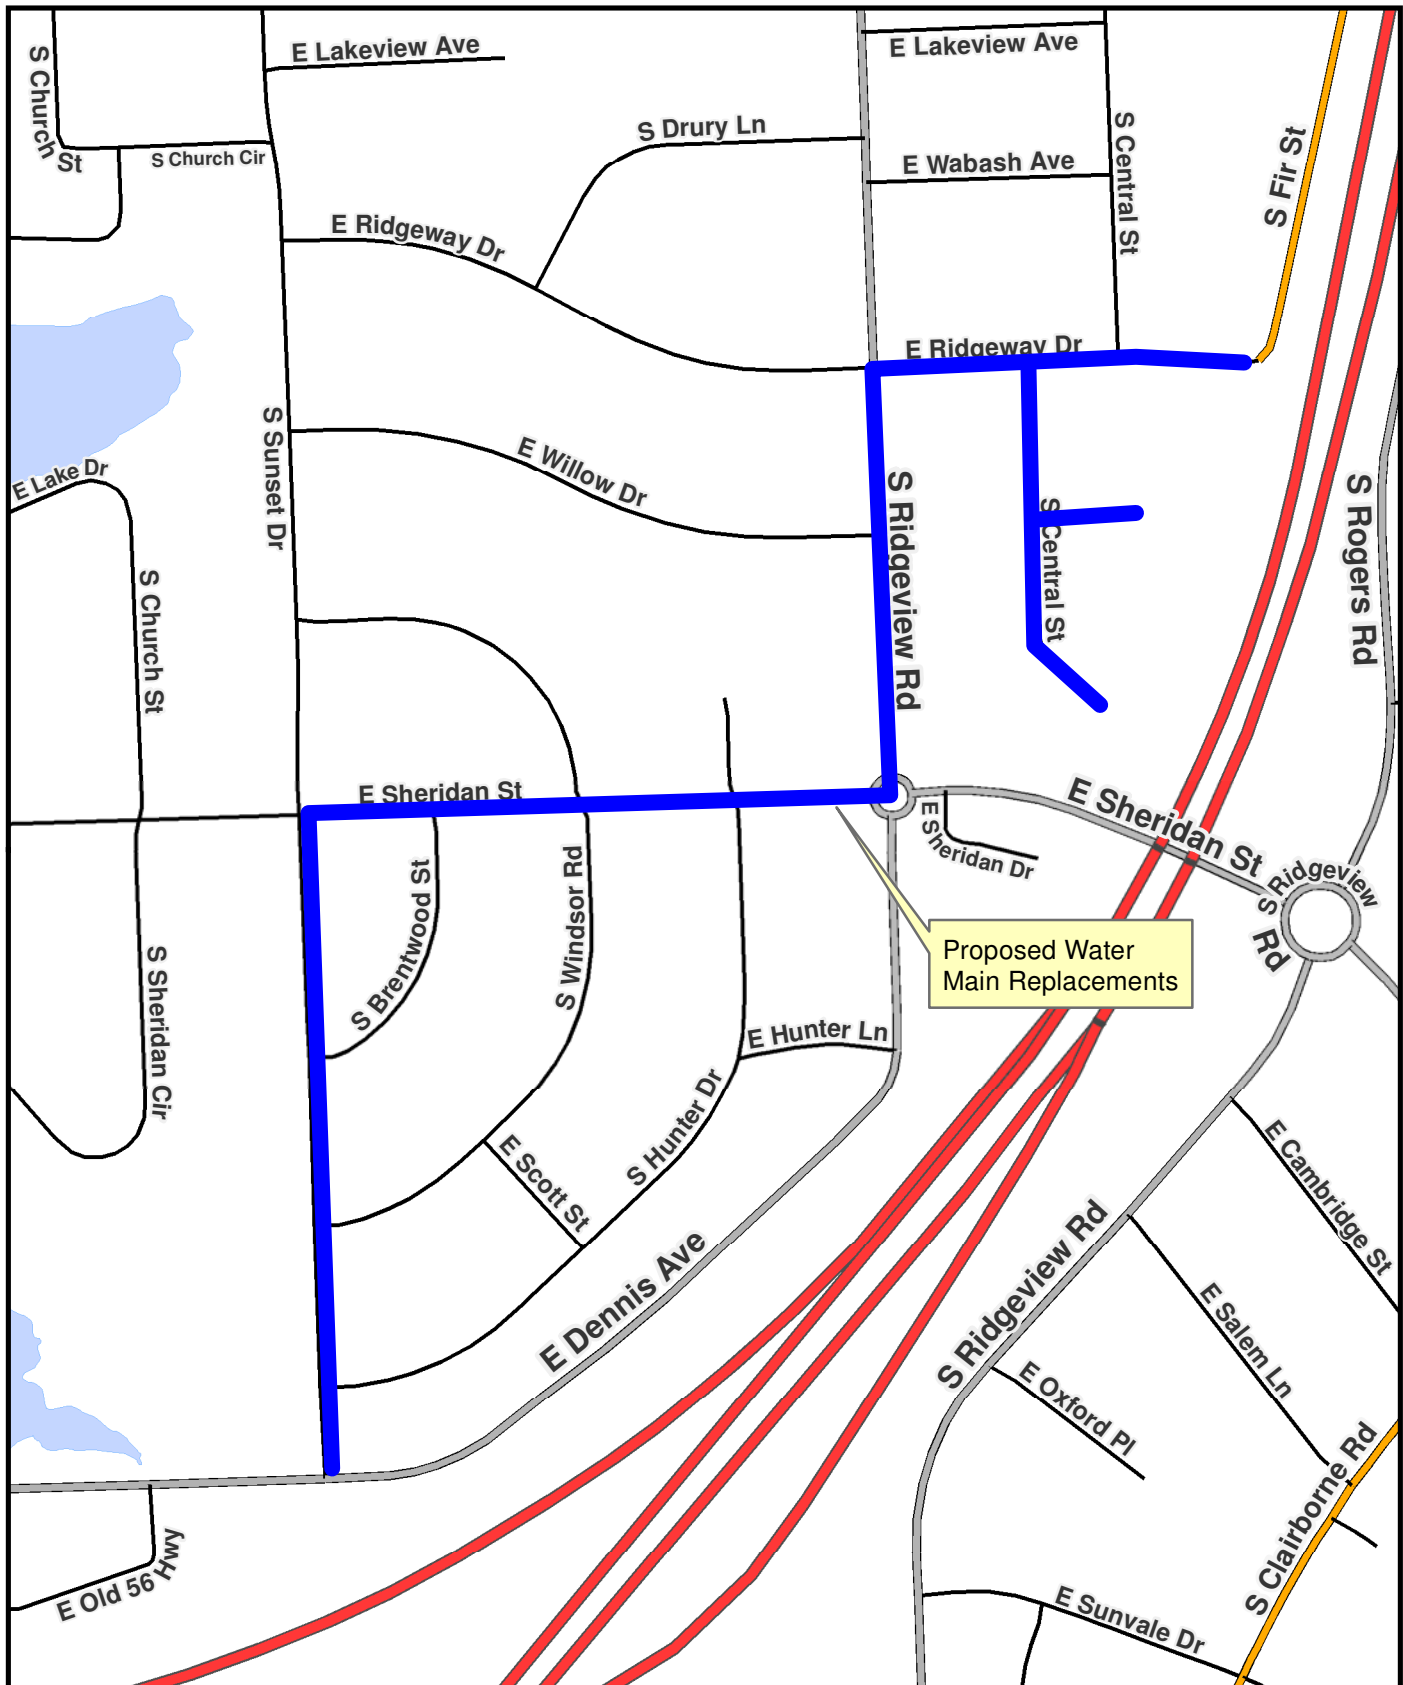 E Lakeview Ave
E Lakeview Ave
S Church St
S Church Cir
S Drury Ln
E Wabash Ave
S Central St
S Fir St
E Ridgeway Dr
E Ridgeway Dr
S Sunset Dr
E Willow Dr
E Lake Dr
S Ridgeview Rd
S Central St
S Rogers Rd
S Church St
E Sheridan St
E Sheridan St
E Sheridan Dr
S Ridgeview Rd
S Brentwood St
S Windsor Rd
Proposed Water
Main Replacements
S Sheridan Cir
E Hunter Ln
S Hunter Dr
E Scott St
E Cambridge St
E Dennis Ave
S Ridgeview Rd
E Salem Ln
E Oxford Pl
S Clairborne Rd
E Old 56 Hwy
E Sunvale Dr